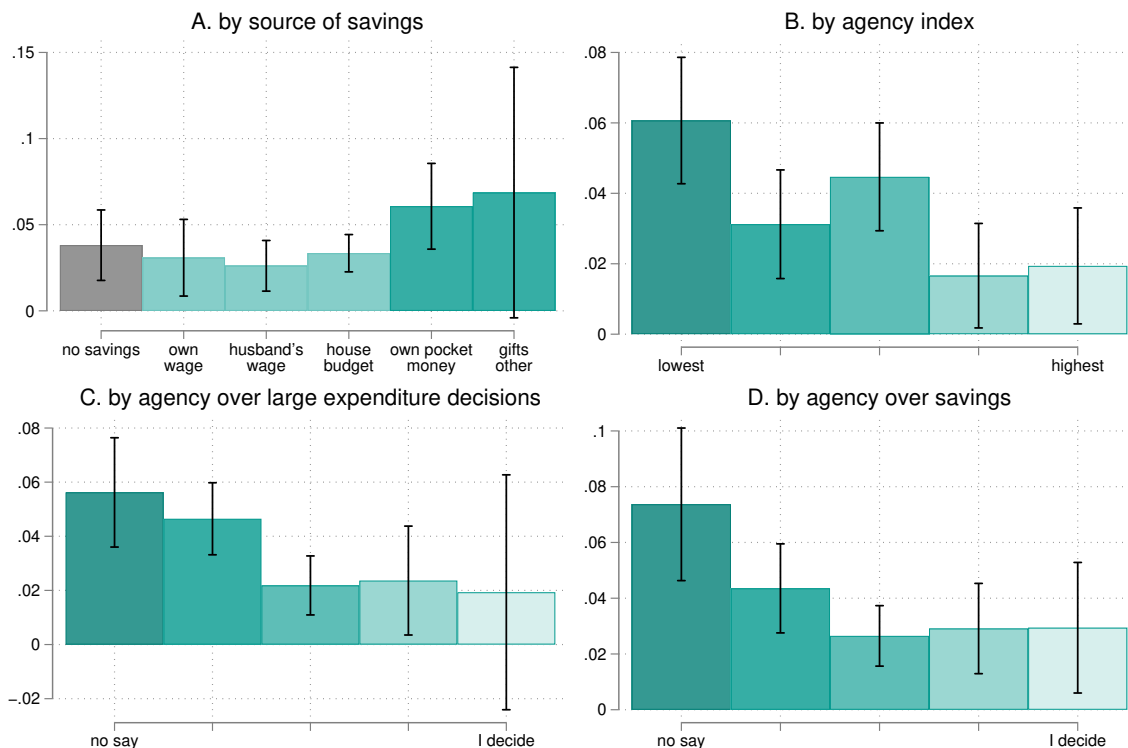 A. by source of savings
.15
.1
.05
0
no savings
own
wage
husband's
wage
house
budget
own pocket
money
gifts
other
B. by agency index
.08
.06
.04
.02
0
lowest
highest
C. by agency over large expenditure decisions
.08
.06
.04
.02
0
−.02
no say
I decide
D. by agency over savings
.1
.08
.06
.04
.02
0
no say
I decide